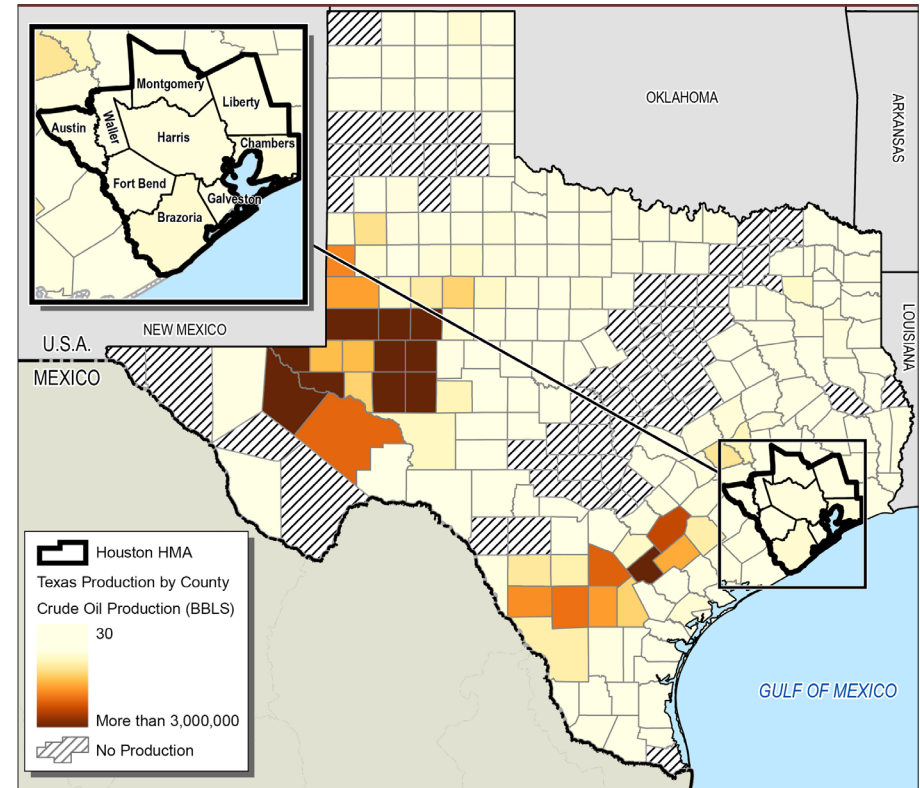 OKLAHOMA
ARKANSAS
LOUISIANA
Montgomery
Liberty
Austin
Waller
Harris
Chambers
Fort Bend
Galveston
Brazoria
NEW MEXICO
U.S.A.
MEXICO
Houston HMA
Texas Production by County
Crude Oil Production (BBLS)
30
More than 3,000,000
No Production
GULF OF MEXICO